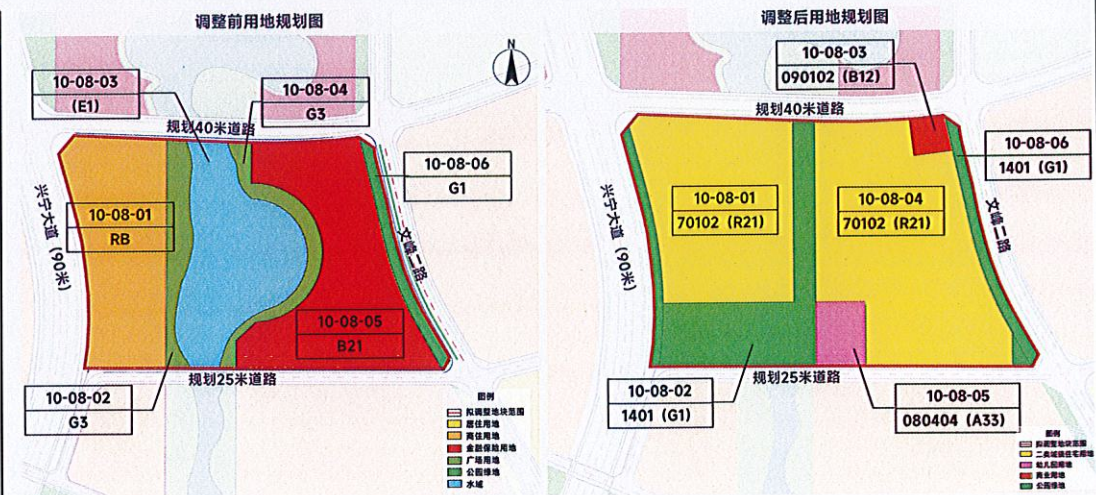 调整前用地规划图
N
10-08-03
(E1)
10-08-04
G3
规划40米道路
10-08-06
G1
10-08-01
RB
兴宁大道（90米）
文峰二路
10-08-05
B21
规划25米道路
10-08-02
G3
图例
拟调整地块范围
居住用地
商住用地
金融保险用地
广场用地
公园绿地
水域
调整后用地规划图
10-08-03
090102 (B12)
规划40米道路
10-08-06
1401 (G1)
10-08-01
70102 (R21)
10-08-04
70102 (R21)
兴宁大道（90米）
文峰二路
规划25米道路
10-08-02
1401 (G1)
10-08-05
080404 (A33)
图例
拟调整地块范围
二类城镇住宅用地
幼儿园用地
商业用地
公园绿地